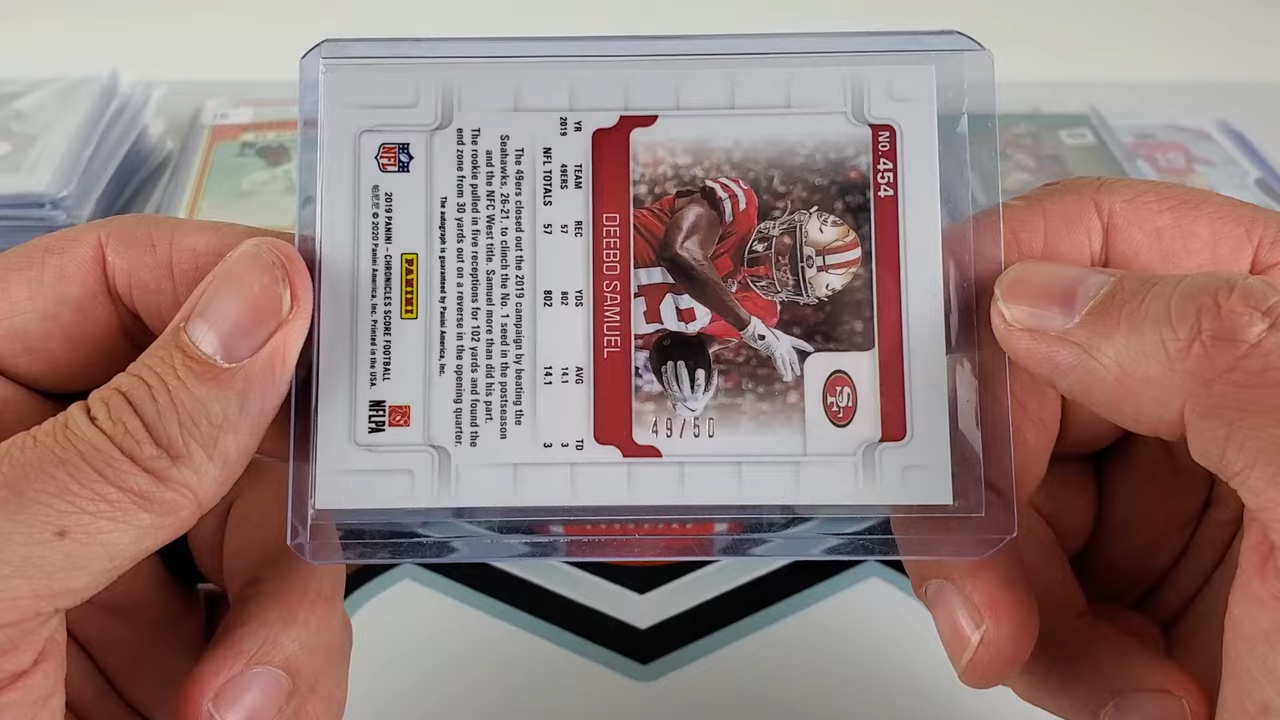 No. 454
SF
19
49/50
DEEBO SAMUEL
YR TEAM REC YDS AVG TD
2019 49ERS 57 802 14.1 3
NFL TOTALS 57 802 14.1 3
The 49ers closed out the 2019 campaign by beating the
Seahawks, 26-21, to clinch the No. 1 seed in the postseason
and the NFC West title. Samuel more than did his part.
The rookie pulled in five receptions for 102 yards and found the
end zone from 30 yards out on a reverse in the opening quarter.
The autograph is guaranteed by Panini America, Inc.
PANINI
NFL
2019 PANINI – CHRONICLES SCORE FOOTBALL
帕尼尼 © 2020 Panini America, Inc. Printed in the USA.
NFLPA